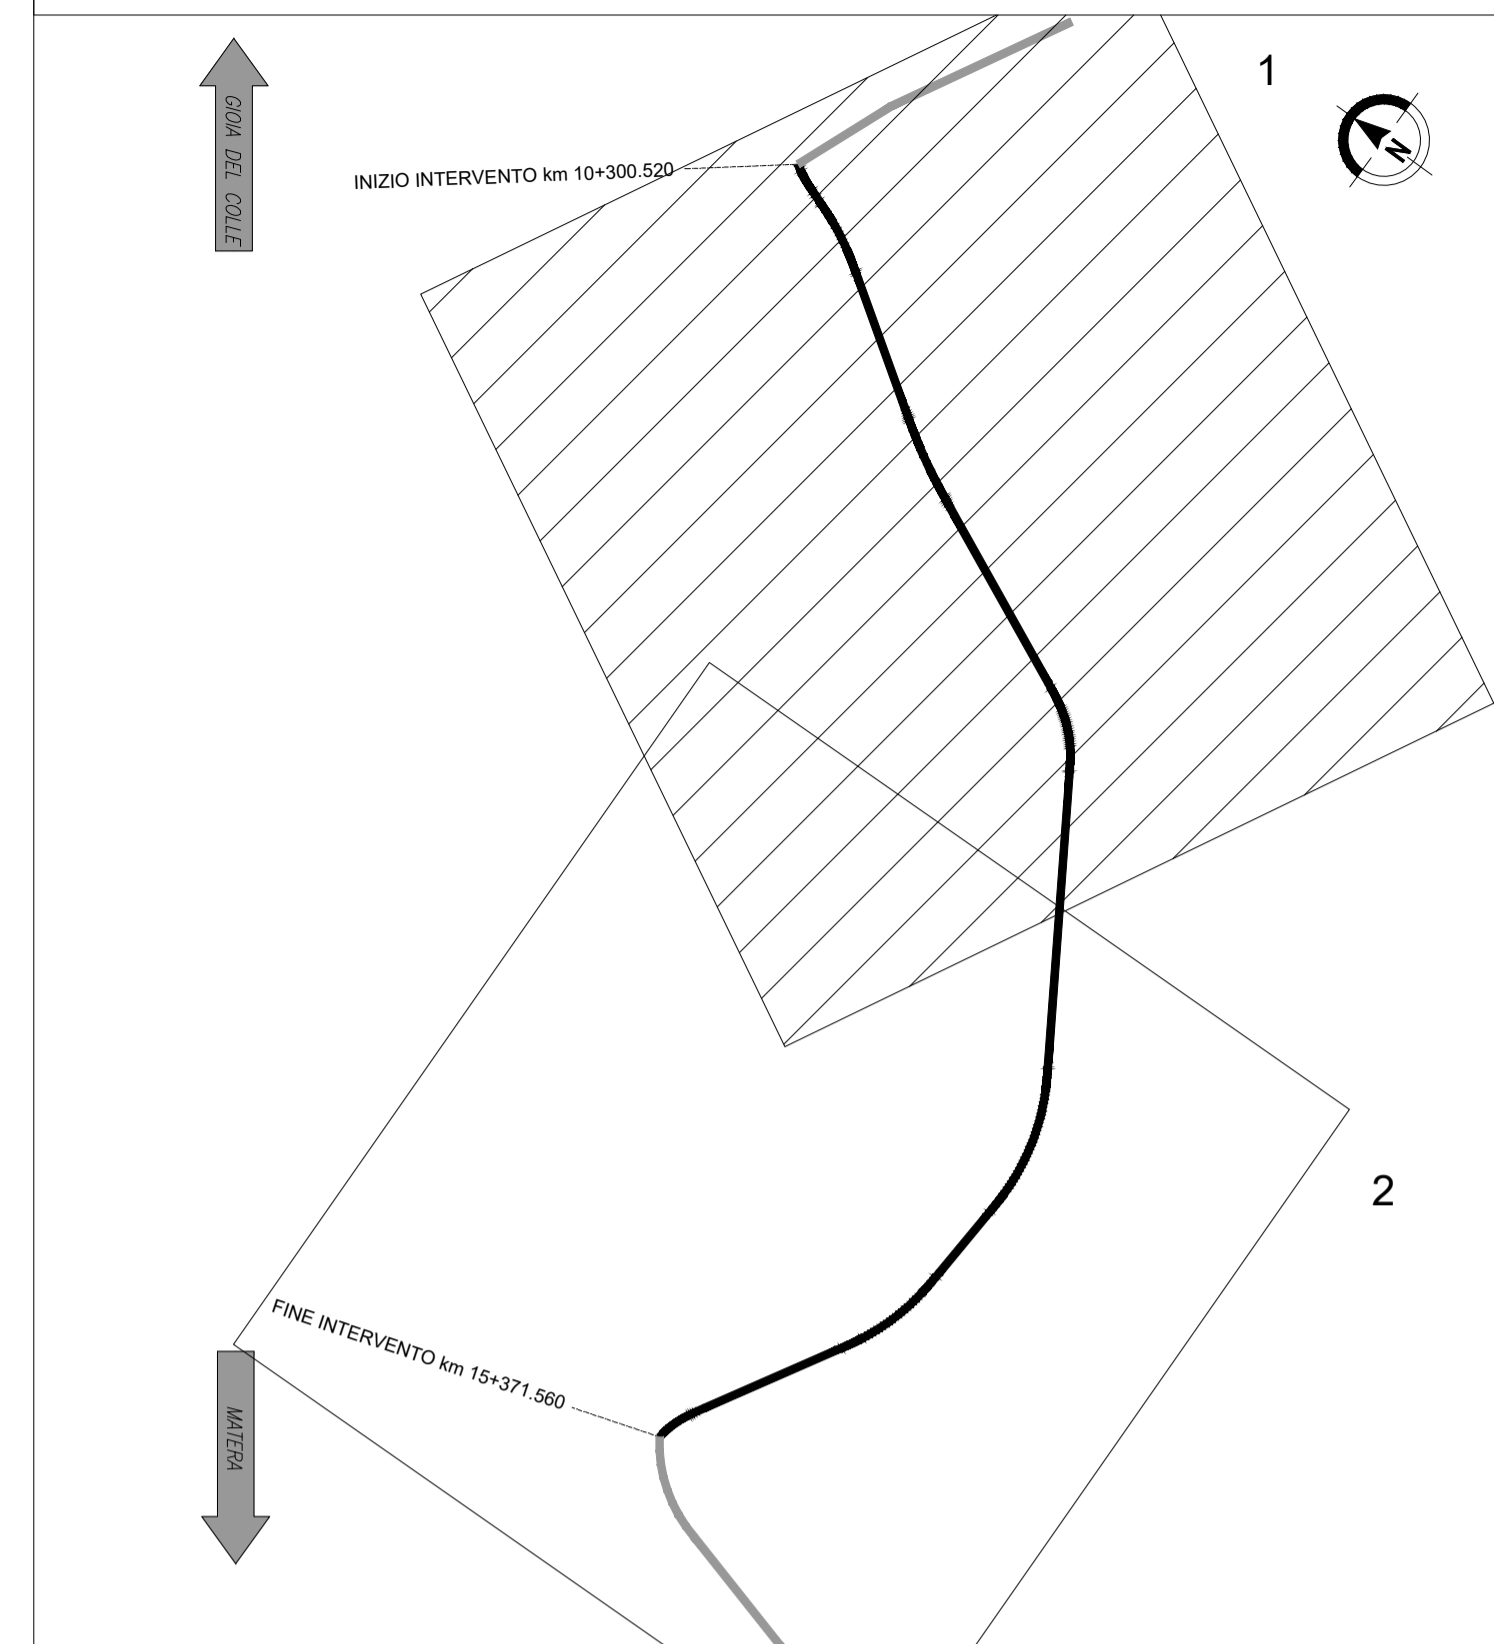 1
GIOIA DEL COLLE
N
INIZIO INTERVENTO km 10+300.520
2
FINE INTERVENTO km 15+371.560
MATERA